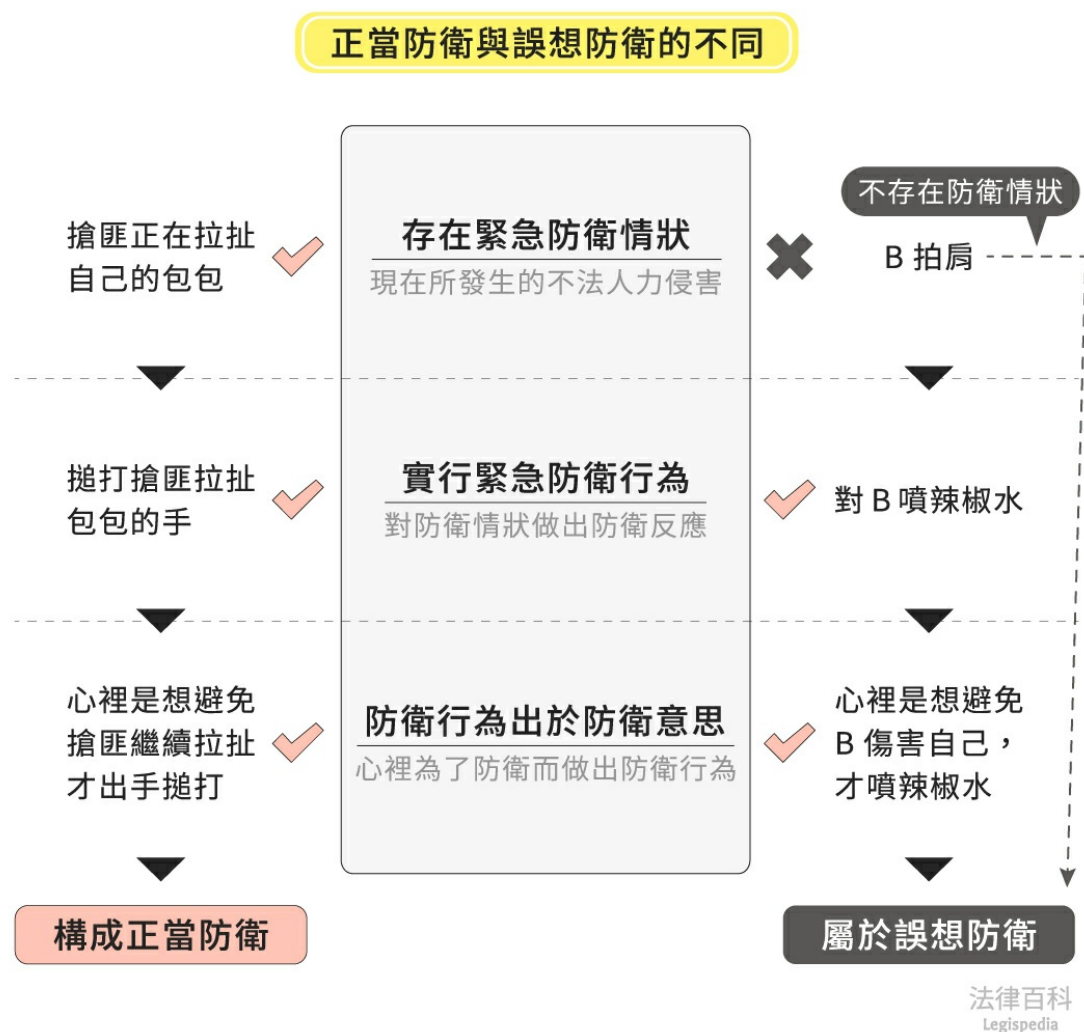 正當防衛與誤想防衛的不同
搶匪正在拉扯
自己的包包
存在緊急防衛情狀
現在所發生的不法人力侵害
不存在防衛情狀
B 拍肩
搥打搶匪拉扯
包包的手
實行緊急防衛行為
對防衛情狀做出防衛反應
對 B 噴辣椒水
心裡是想避免
搶匪繼續拉扯
才出手搥打
防衛行為出於防衛意思
心裡為了防衛而做出防衛行為
心裡是想避免
B 傷害自己，
才噴辣椒水
構成正當防衛
屬於誤想防衛
法律百科
Legispedia